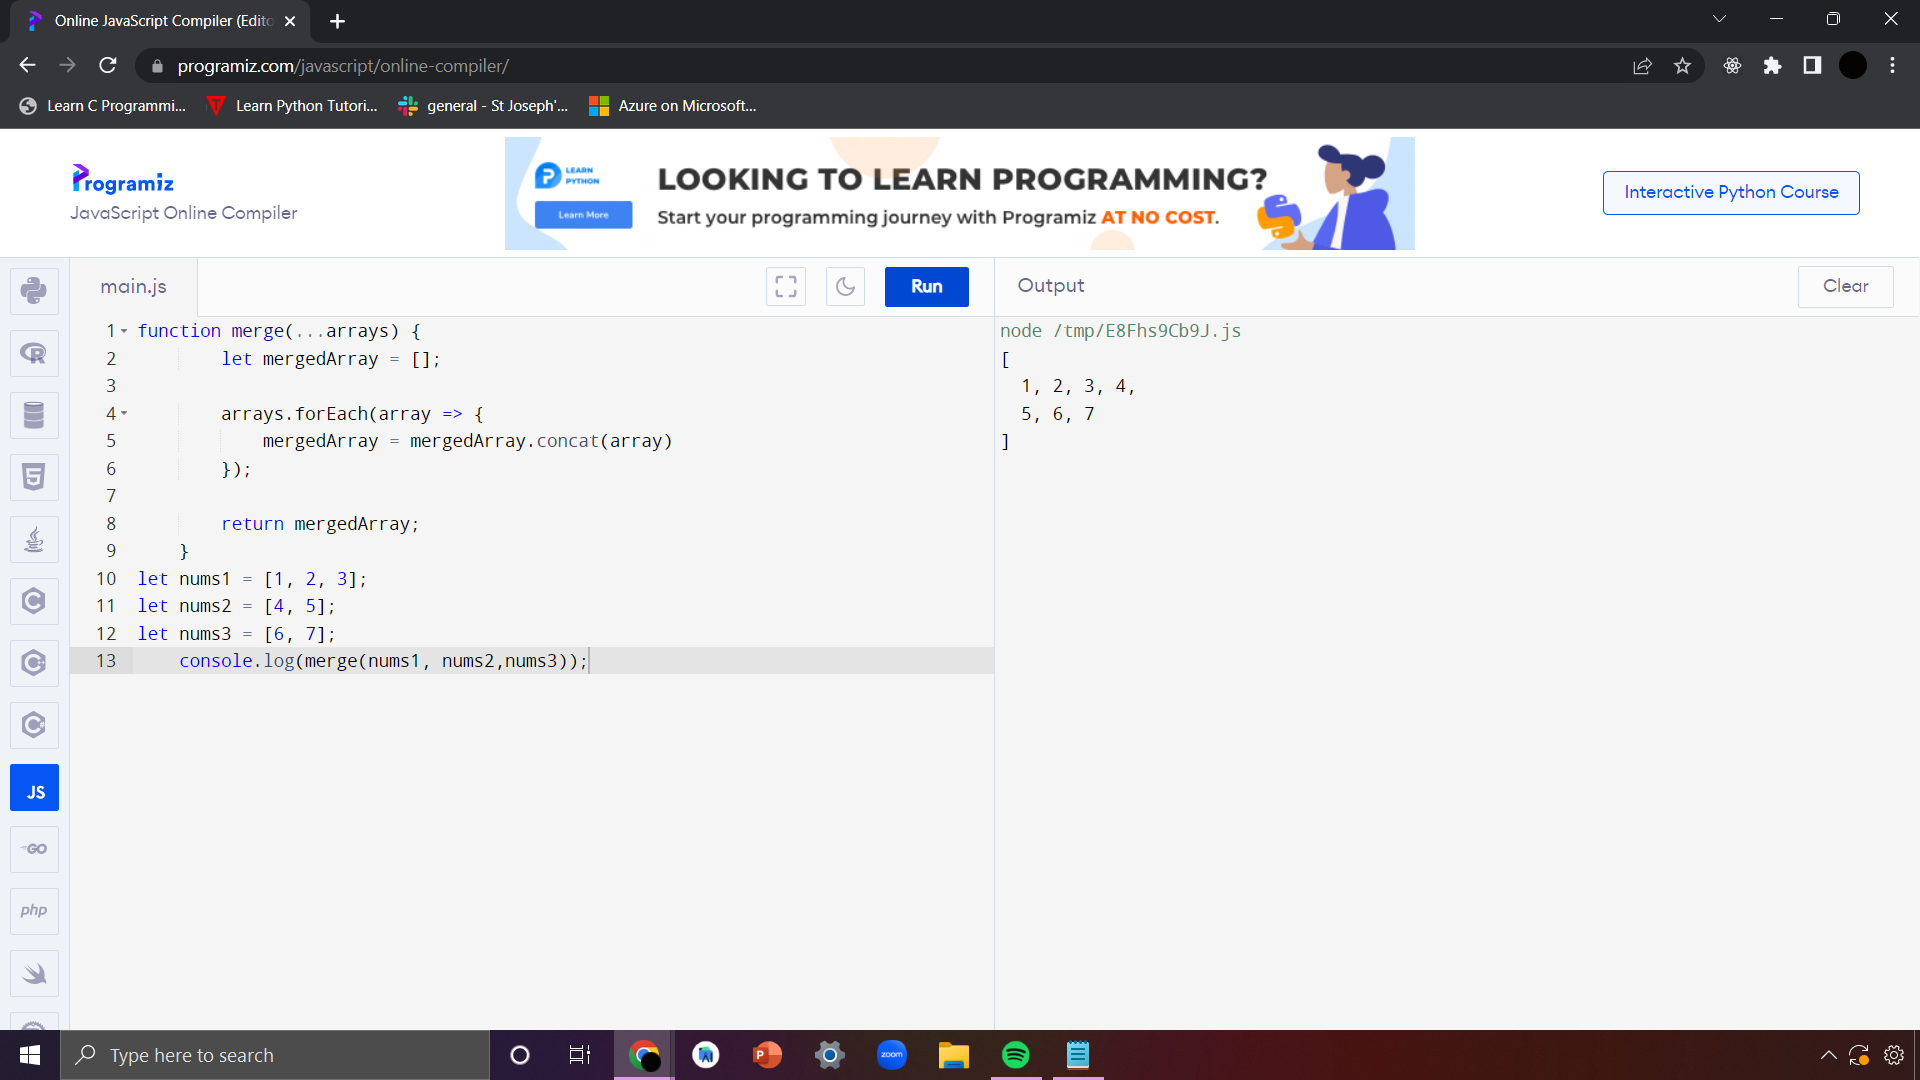 Online JavaScript Compiler (Edito
programiz.com/javascript/online-compiler/
Learn C Programmi...
Learn Python Tutori...
general - St Joseph'...
Azure on Microsoft...
Programiz
JavaScript Online Compiler
LEARN
PYTHON
Learn More
LOOKING TO LEARN PROGRAMMING?
Start your programming journey with Programiz AT NO COST.
Interactive Python Course
main.js
Run
Output
Clear
1 function merge(...arrays) {
2 let mergedArray = [];
3
4 arrays.forEach(array => {
5 mergedArray = mergedArray.concat(array)
6 });
7
8 return mergedArray;
9 }
10 let nums1 = [1, 2, 3];
11 let nums2 = [4, 5];
12 let nums3 = [6, 7];
13 console.log(merge(nums1, nums2,nums3));
node /tmp/E8Fhs9Cb9J.js
[
1, 2, 3, 4,
5, 6, 7
]
R
5
C
C
C
JS
GO
php
Type here to search
P
zoom